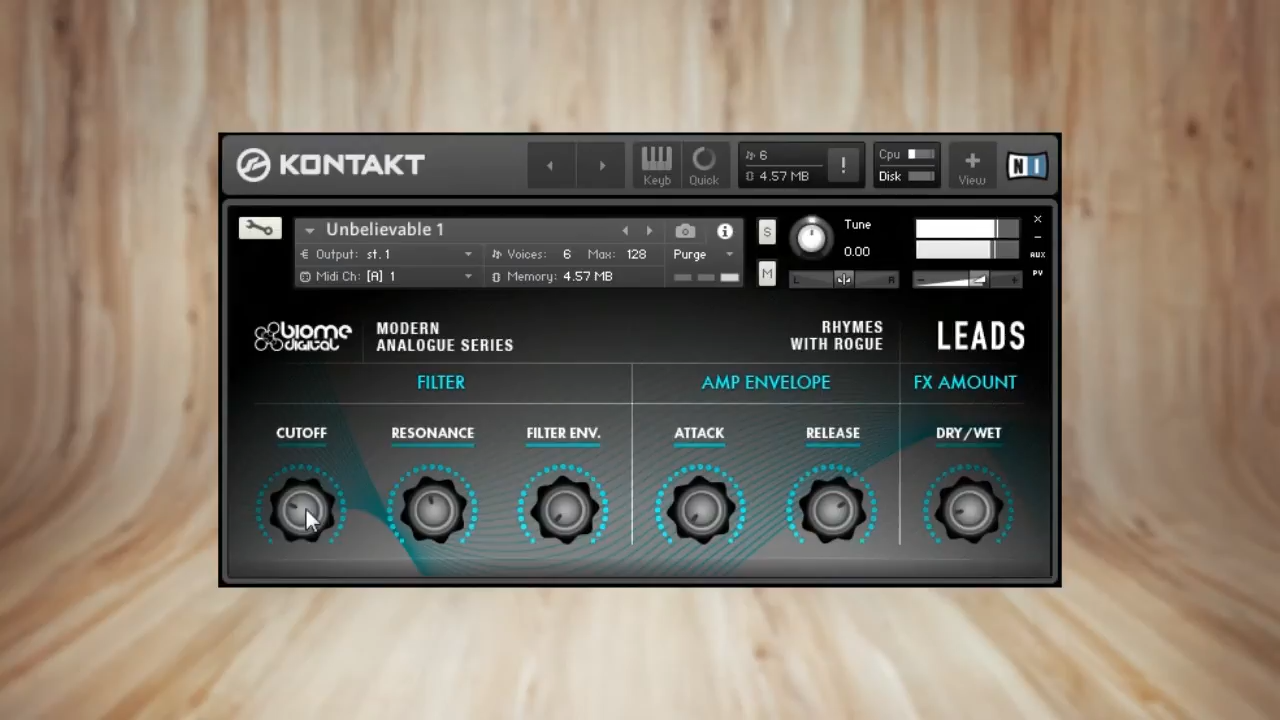 KONTAKT
Keyb
Quick
6
4.57 MB
!
Cpu
Disk
View
NI
Unbelievable 1
Output: st.1
Voices: 6 Max: 128
Purge
Midi Ch: [A] 1
Memory: 4.57 MB
S
M
Tune
0.00
L
R
AUX
PV
biome
digital
MODERN
ANALOGUE SERIES
RHYMES
WITH ROGUE
LEADS
FILTER
AMP ENVELOPE
FX AMOUNT
CUTOFF
RESONANCE
FILTER ENV.
ATTACK
RELEASE
DRY/WET